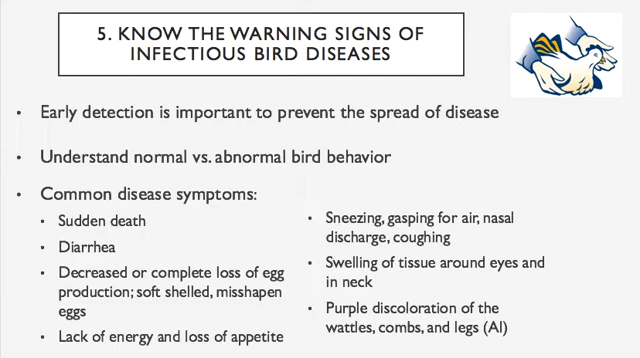 5. KNOW THE WARNING SIGNS OF
INFECTIOUS BIRD DISEASES
• Early detection is important to prevent the spread of disease
• Understand normal vs. abnormal bird behavior
• Common disease symptoms:
• Sudden death
• Diarrhea
• Decreased or complete loss of egg
production; soft shelled, misshapen
eggs
• Lack of energy and loss of appetite
• Sneezing, gasping for air, nasal
discharge, coughing
• Swelling of tissue around eyes and
in neck
• Purple discoloration of the
wattles, combs, and legs (AI)